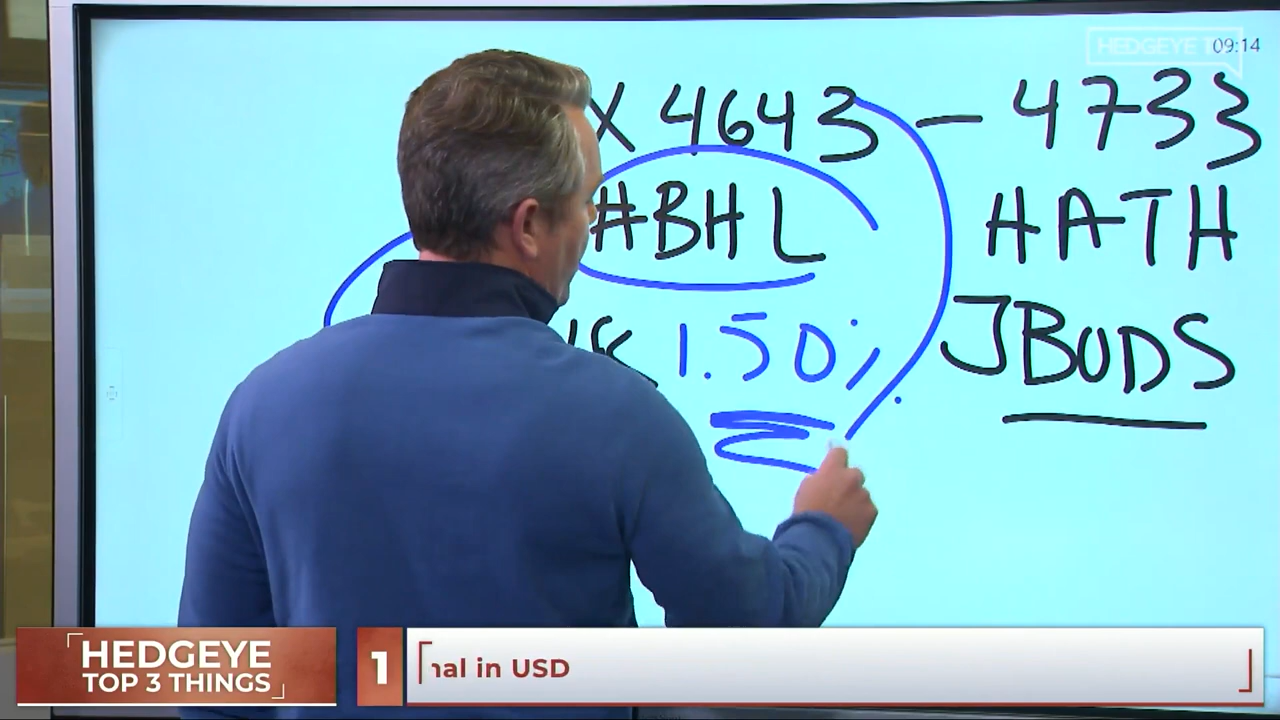 HEDGEYE
09:14
X 4643 - 4733
#BHL HATH
1.50; JBODS
HEDGEYE
TOP 3 THINGS
1
nal in USD